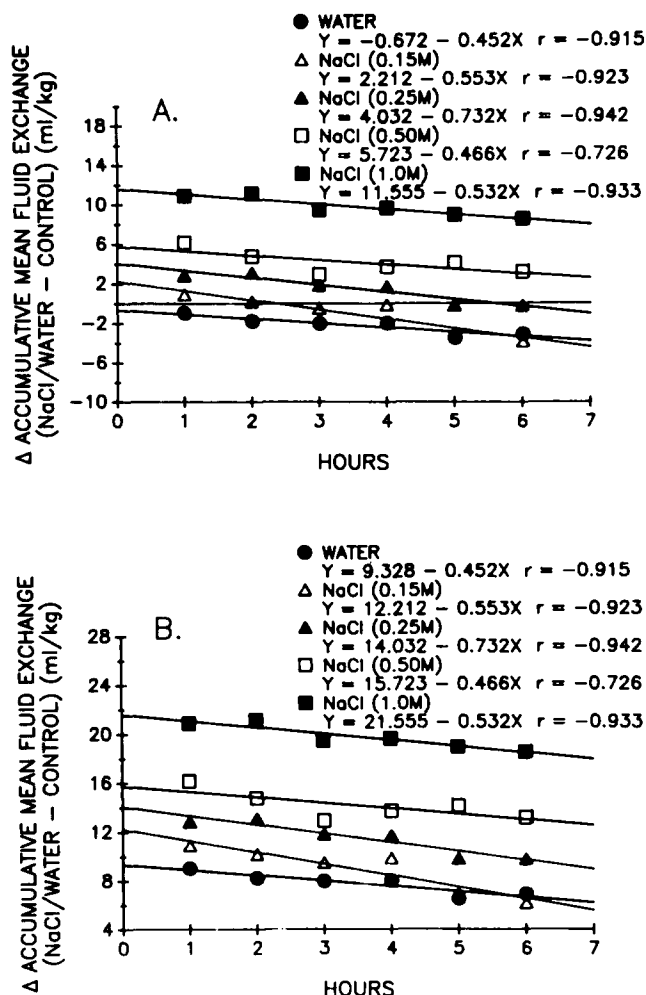 A.
● WATER
Y = −0.672 − 0.452X r = −0.915
△ NaCl (0.15M)
Y = 2.212 − 0.553X r = −0.923
▲ NaCl (0.25M)
Y = 4.032 − 0.732X r = −0.942
□ NaCl (0.50M)
Y = 5.723 − 0.466X r = −0.726
■ NaCl (1.0M)
Y = 11.555 − 0.532X r = −0.933
Δ ACCUMULATIVE MEAN FLUID EXCHANGE
(NaCl/WATER − CONTROL) (ml/kg)
18
14
10
6
2
−2
−6
−10
0 1 2 3 4 5 6 7
HOURS
B.
● WATER
Y = 9.328 − 0.452X r = −0.915
△ NaCl (0.15M)
Y = 12.212 − 0.553X r = −0.923
▲ NaCl (0.25M)
Y = 14.032 − 0.732X r = −0.942
□ NaCl (0.50M)
Y = 15.723 − 0.466X r = −0.726
■ NaCl (1.0M)
Y = 21.555 − 0.532X r = −0.933
Δ ACCUMULATIVE MEAN FLUID EXCHANGE
(NaCl/WATER − CONTROL) (ml/kg)
28
24
20
16
12
8
4
0 1 2 3 4 5 6 7
HOURS